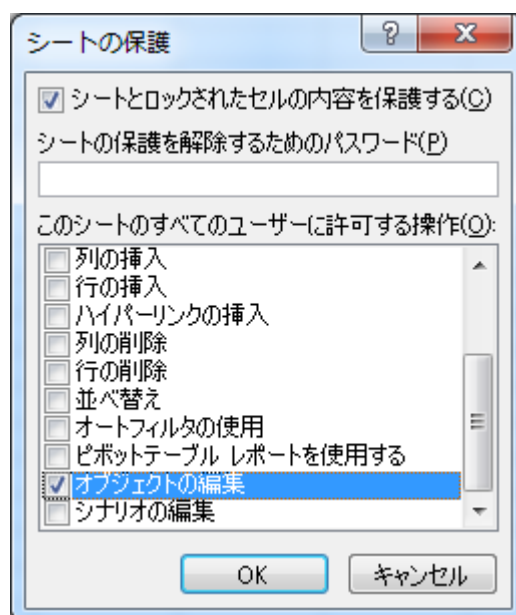 シートの保護
シートとロックされたセルの内容を保護する(C)
シートの保護を解除するためのパスワード(P)
このシートのすべてのユーザーに許可する操作(O):
列の挿入
行の挿入
ハイパーリンクの挿入
列の削除
行の削除
並べ替え
オートフィルタの使用
ピボットテーブル レポートを使用する
オブジェクトの編集
シナリオの編集
OK キャンセル